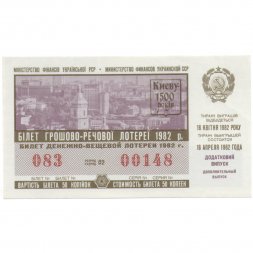 МІНІСТЕРСТВО ФІНАНСІВ УКРАЇНСЬКОЇ РСР • МИНИСТЕРСТВО ФИНАНСОВ УКРАИНСКОЙ ССР
Києву
1500
років
ТИРАЖ ВИГРАШІВ
ВІДБУДЕТЬСЯ
16 КВІТНЯ 1982 РОКУ
ТИРАЖ ВЫИГРЫШЕЙ
СОСТОИТСЯ
16 АПРЕЛЯ 1982 ГОДА
ДОДАТКОВИЙ
ВИПУСК
ДОПОЛНИТЕЛЬНЫЙ
ВЫПУСК
БІЛЕТ ГРОШОВО-РЕЧОВОЇ ЛОТЕРЕЇ 1982 р.
БИЛЕТ ДЕНЕЖНО-ВЕЩЕВОЙ ЛОТЕРЕИ 1982 г.
083 02 00148
ВАРТІСТЬ БІЛЕТА 50 КОПІЙОК СТОИМОСТЬ БИЛЕТА 50 КОПЕЕК